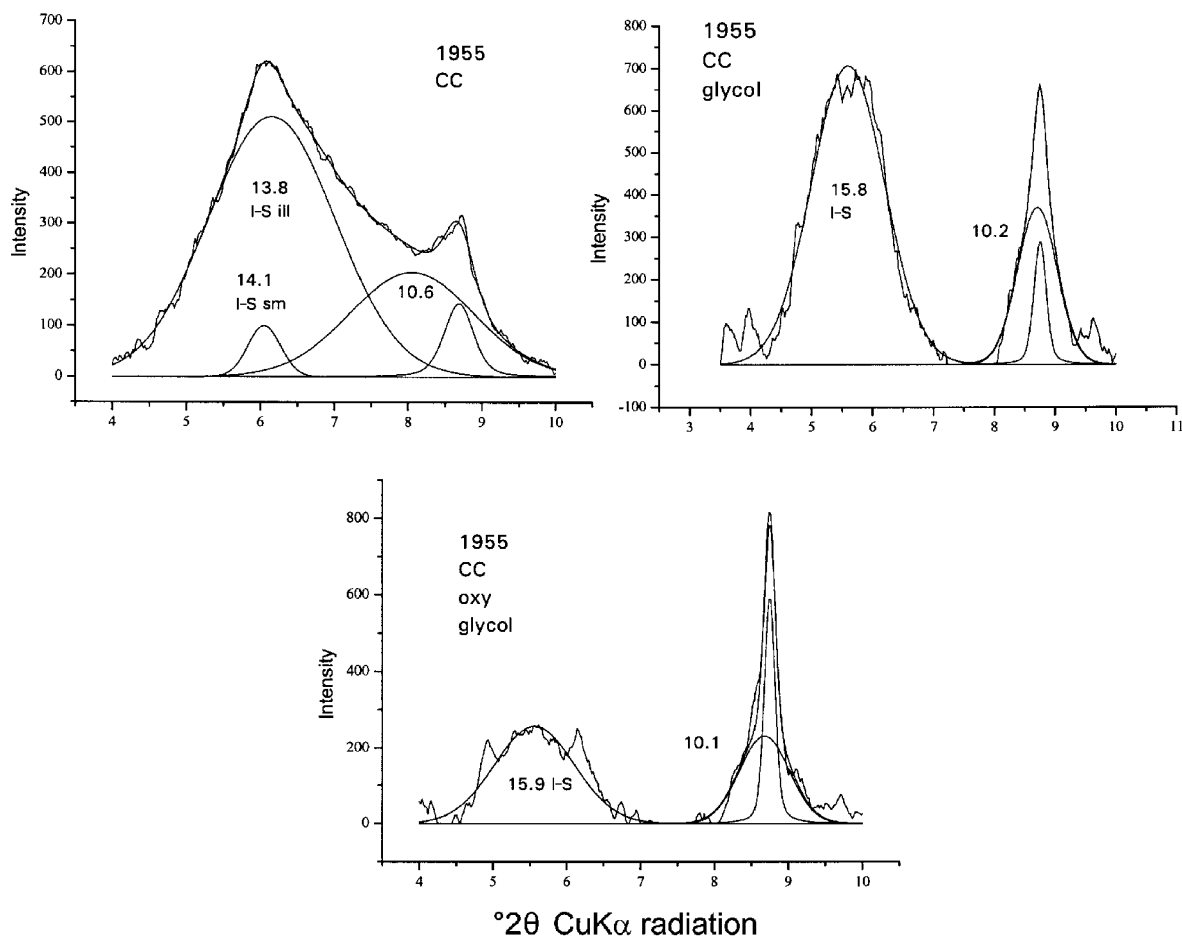 1955
CC
700
600
500
400
300
200
100
0
Intensity
13.8
I-S ill
14.1
I-S sm
10.6
4 5 6 7 8 9 10
1955
CC
glycol
800
700
600
500
400
300
200
100
0
-100
Intensity
15.8
I-S
10.2
3 4 5 6 7 8 9 10 11
1955
CC
oxy
glycol
800
600
400
200
0
Intensity
10.1
15.9 I-S
4 5 6 7 8 9 10
°2θ CuKα radiation